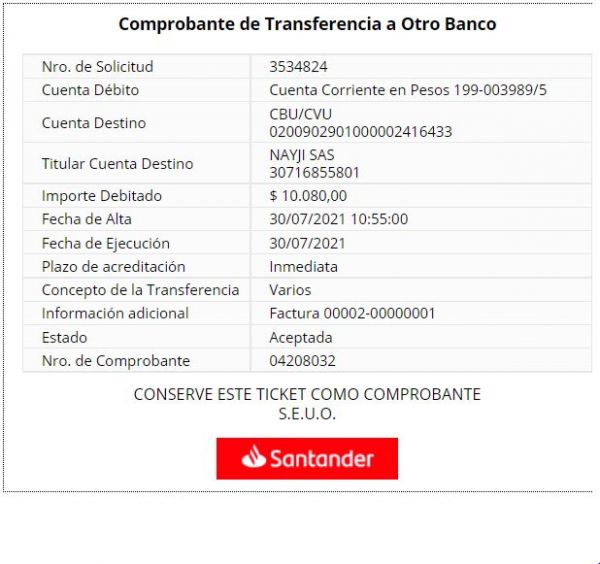 Comprobante de Transferencia a Otro Banco
Nro. de Solicitud 3534824
Cuenta Débito Cuenta Corriente en Pesos 199-003989/5
Cuenta Destino CBU/CVU
0200902901000002416433
Titular Cuenta Destino NAYJI SAS
30716855801
Importe Debitado $ 10.080,00
Fecha de Alta 30/07/2021 10:55:00
Fecha de Ejecución 30/07/2021
Plazo de acreditación Inmediata
Concepto de la Transferencia Varios
Información adicional Factura 00002-00000001
Estado Aceptada
Nro. de Comprobante 04208032
CONSERVE ESTE TICKET COMO COMPROBANTE
S.E.U.O.
Santander